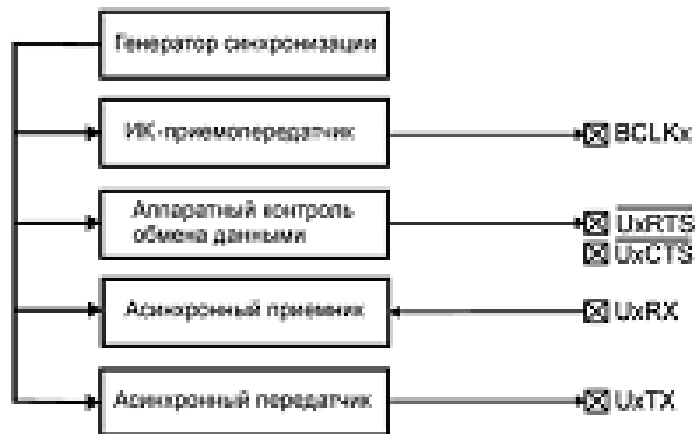 Генератор синхронизации
ИК-приемопередатчик
BCLKx
Аппаратный контроль
обмена данными
UxRTS
UxCTS
Асинхронный приемник
UxRX
Асинхронный передатчик
UxTX